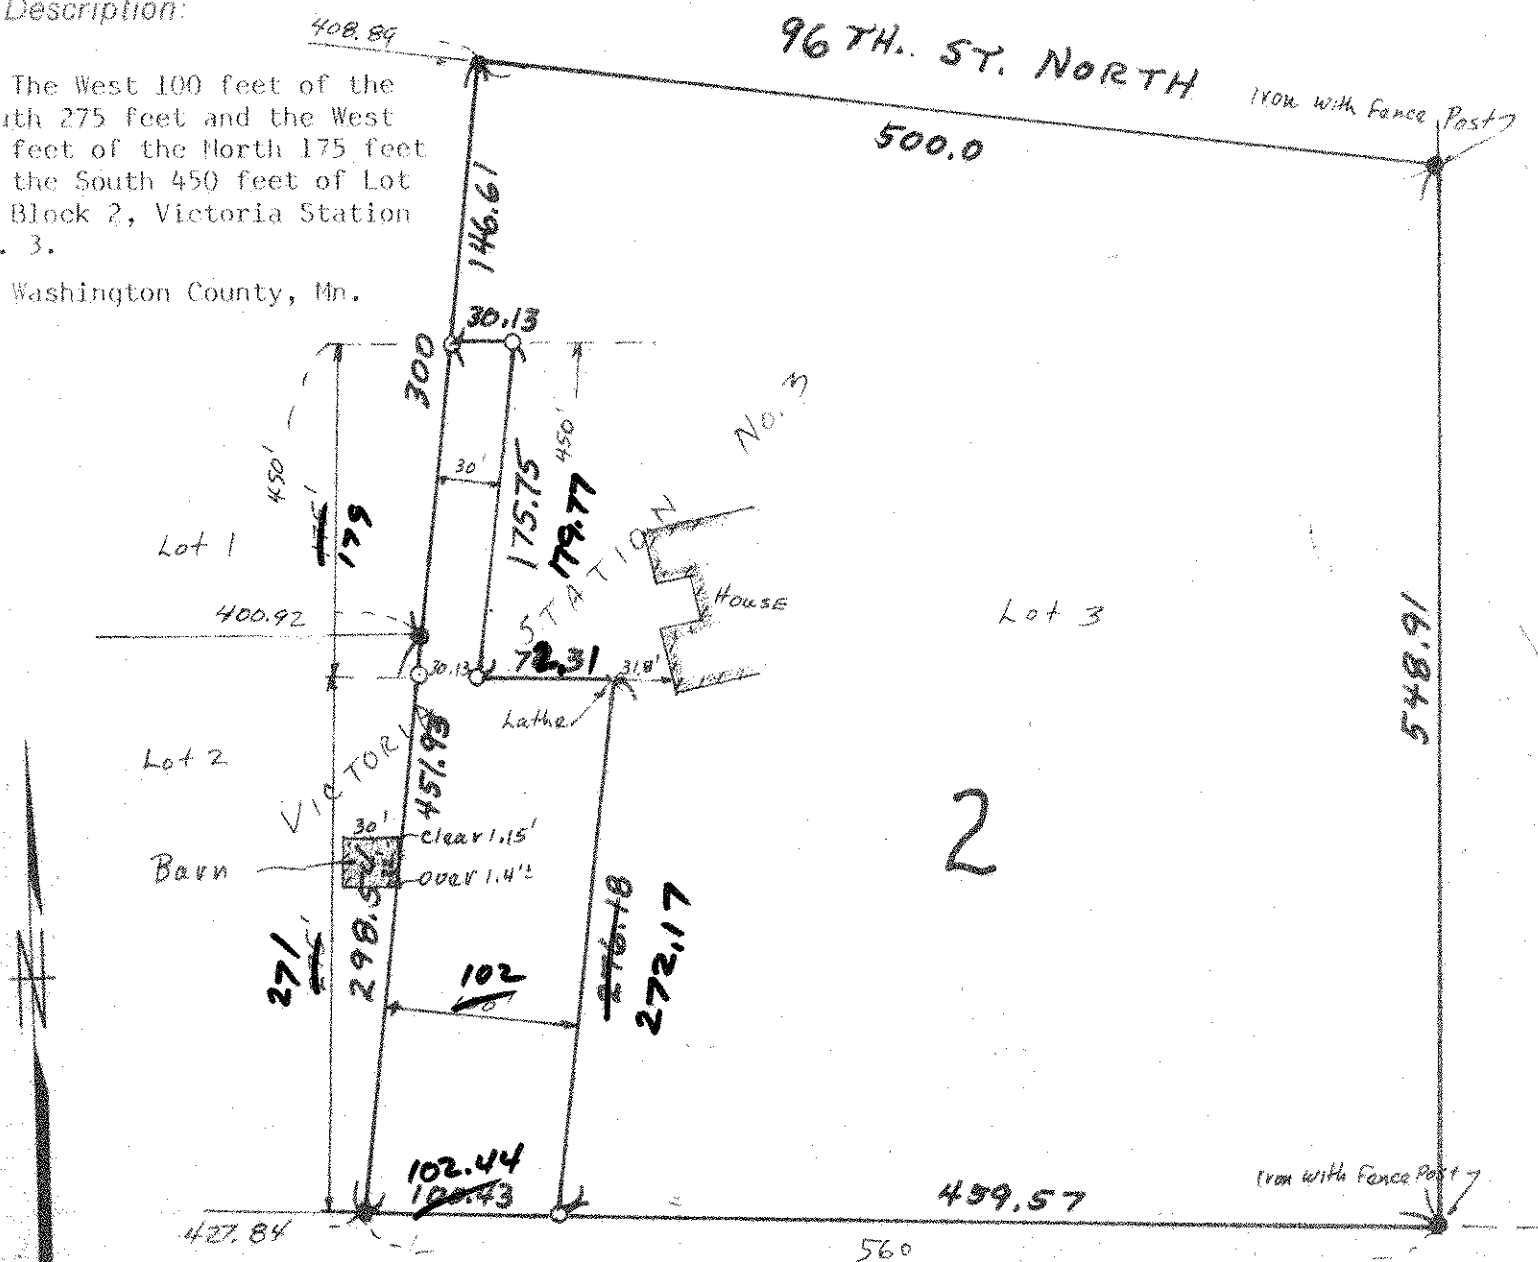 Description:
408.89
96 TH. ST. NORTH
The West 100 feet of the
uth 275 feet and the West
feet of the North 175 feet
the South 450 feet of Lot
Block 2, Victoria Station
. 3.
Washington County, Mn.
Iron with Fence Post
500.0
146.61
30.13
300
450'
30'
175.75
179.77
450'
179
Lot 1
VICTORIA STATION No. 3
House
Lot 3
548.91
400.92
30.13
72.31
31.8'
Lathe
Lot 2
451.93
2
30'
clear 1.15'
Barn
over 1.4'±
298.5
271
102
276.18
272.17
N
102.44
100.43
459.57
Iron with Fence Post
427.84
560